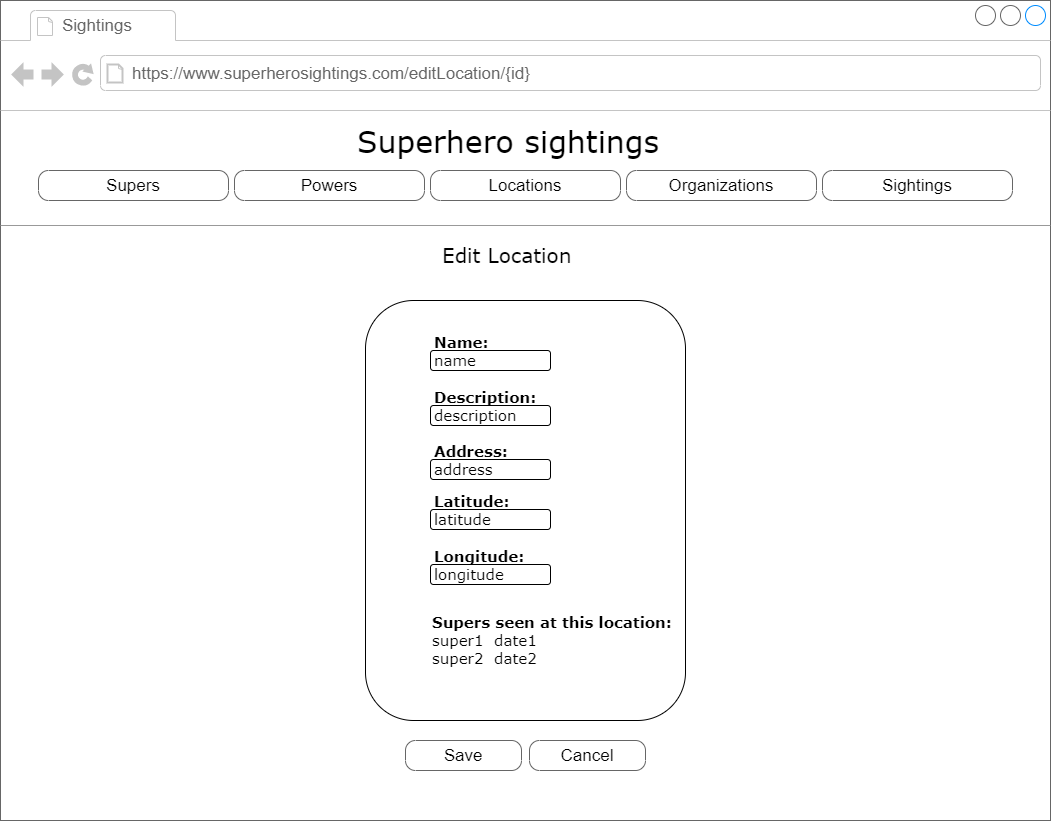 Sightings
https://www.superherosightings.com/editLocation/{id}
Superhero sightings
Supers Powers Locations Organizations Sightings
Edit Location
Name:
name
Description:
description
Address:
address
Latitude:
latitude
Longitude:
longitude
Supers seen at this location:
super1 date1
super2 date2
Save Cancel